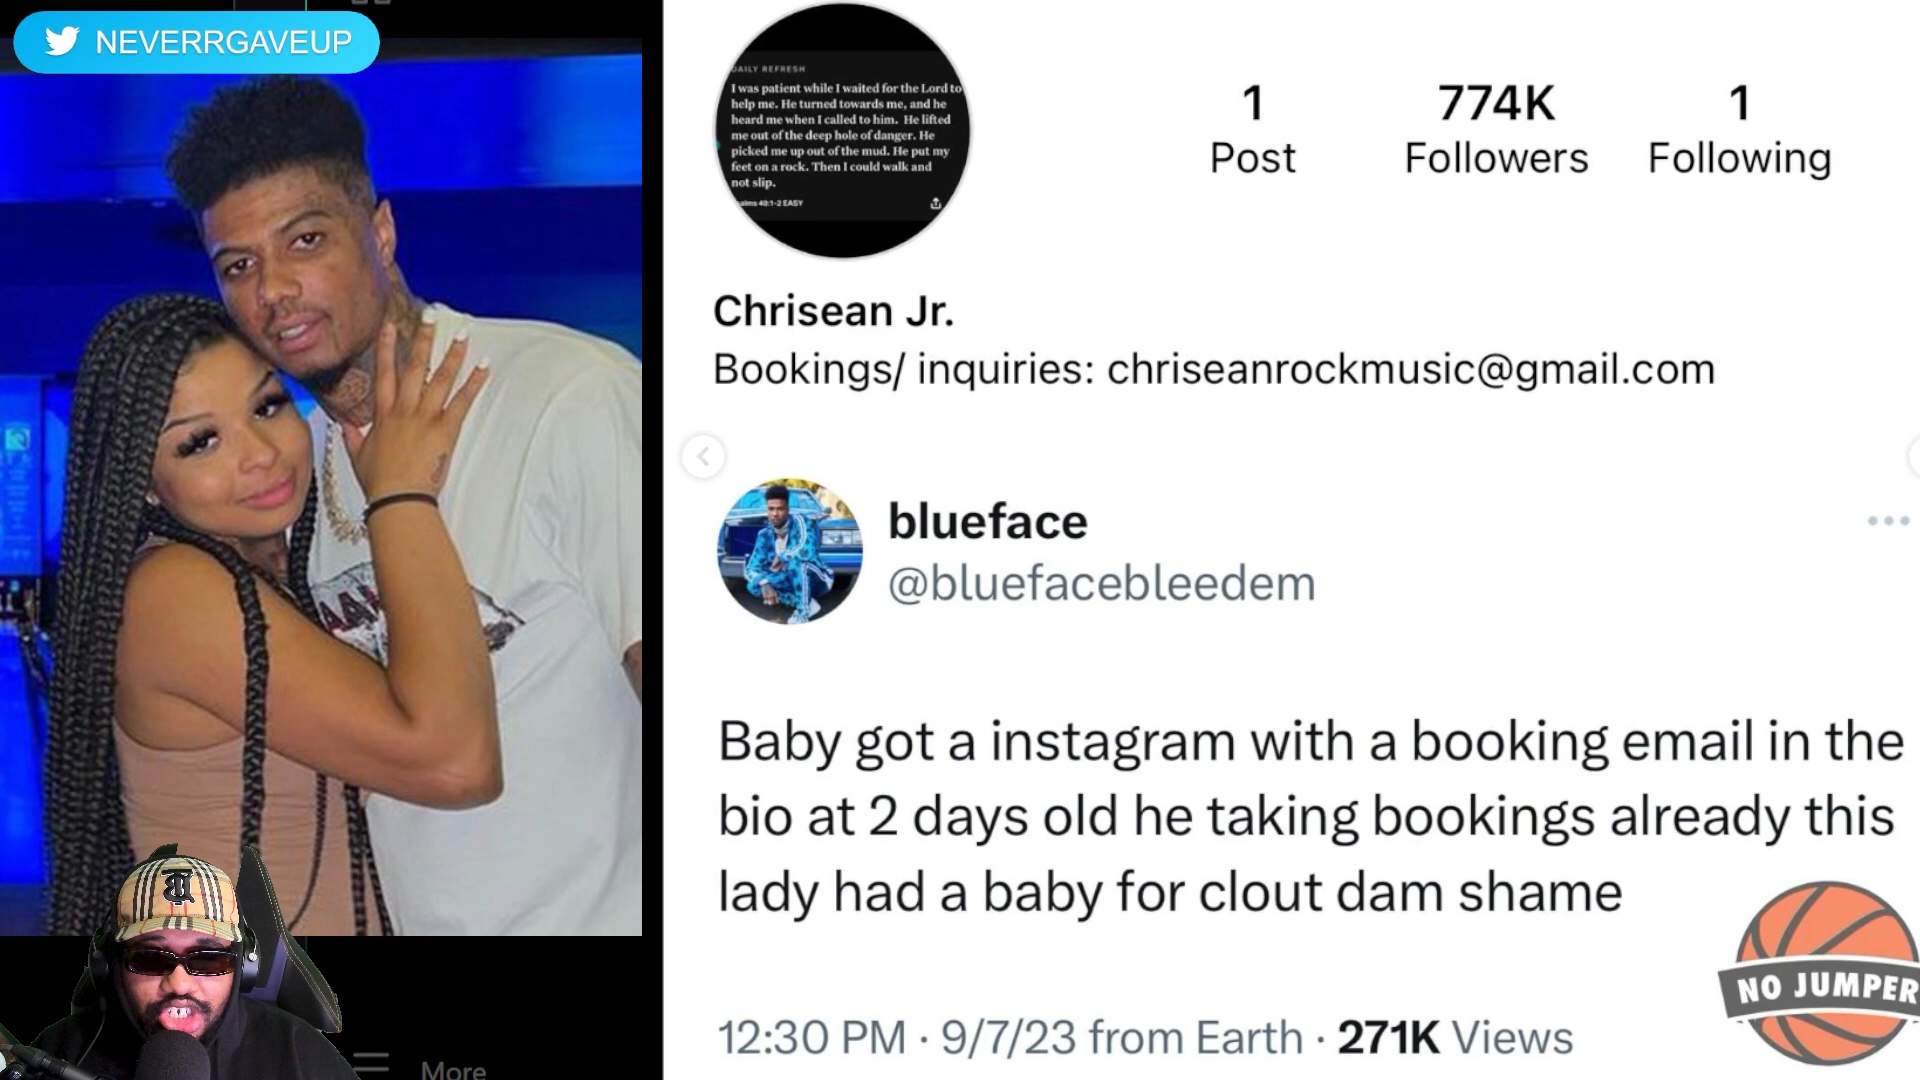 NEVERRGAVEUP
DAILY REFRESH
I was patient while I waited for the Lord to
help me. He turned towards me, and he
heard me when I called to him. He lifted
me out of the deep hole of danger. He
picked me up out of the mud. He put my
feet on a rock. Then I could walk and
not slip.
alms 40:1-2 EASY
1
Post
774K
Followers
1
Following
Chrisean Jr.
Bookings/ inquiries: chriseanrockmusic@gmail.com
blueface
@bluefacebleedem
Baby got a instagram with a booking email in the
bio at 2 days old he taking bookings already this
lady had a baby for clout dam shame
12:30 PM · 9/7/23 from Earth · 271K Views
NO JUMPER
More